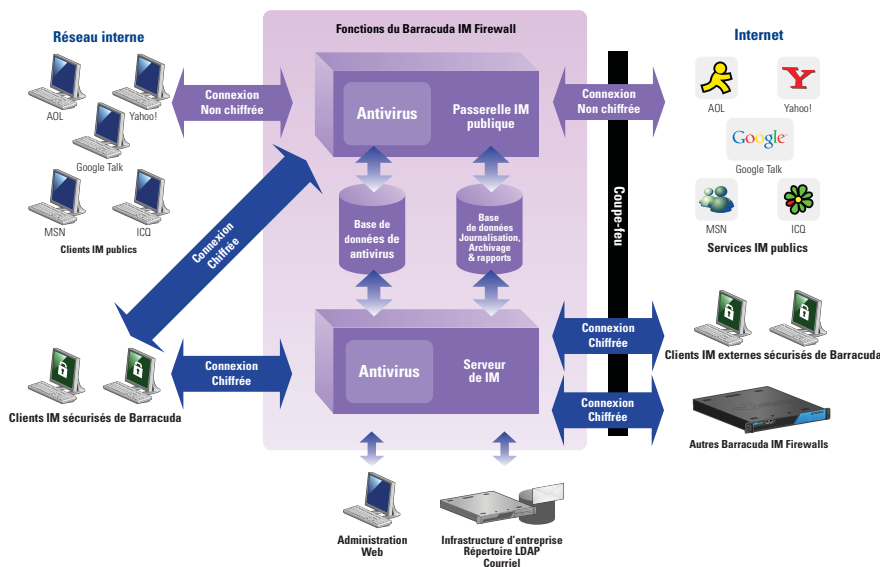 Réseau interne
Fonctions du Barracuda IM Firewall
Internet
AOL
Yahoo!
Google Talk
MSN
ICQ
Clients IM publics
Connexion
Non chiffrée
Antivirus
Passerelle IM
publique
Connexion
Non chiffrée
Y
AOL
Yahoo!
Google
Google Talk
MSN
ICQ
Services IM publics
Coupe-feu
Connexion
Chiffrée
Base de
données de
antivirus
Base
de données
Journalisation,
Archivage
& rapports
Clients IM sécurisés de Barracuda
Connexion
Chiffrée
Antivirus
Serveur
de IM
Connexion
Chiffrée
Clients IM externes sécurisés de Barracuda
Connexion
Chiffrée
Autres Barracuda IM Firewalls
Administration
Web
Infrastructure d'entreprise
Répertoire LDAP
Courriel